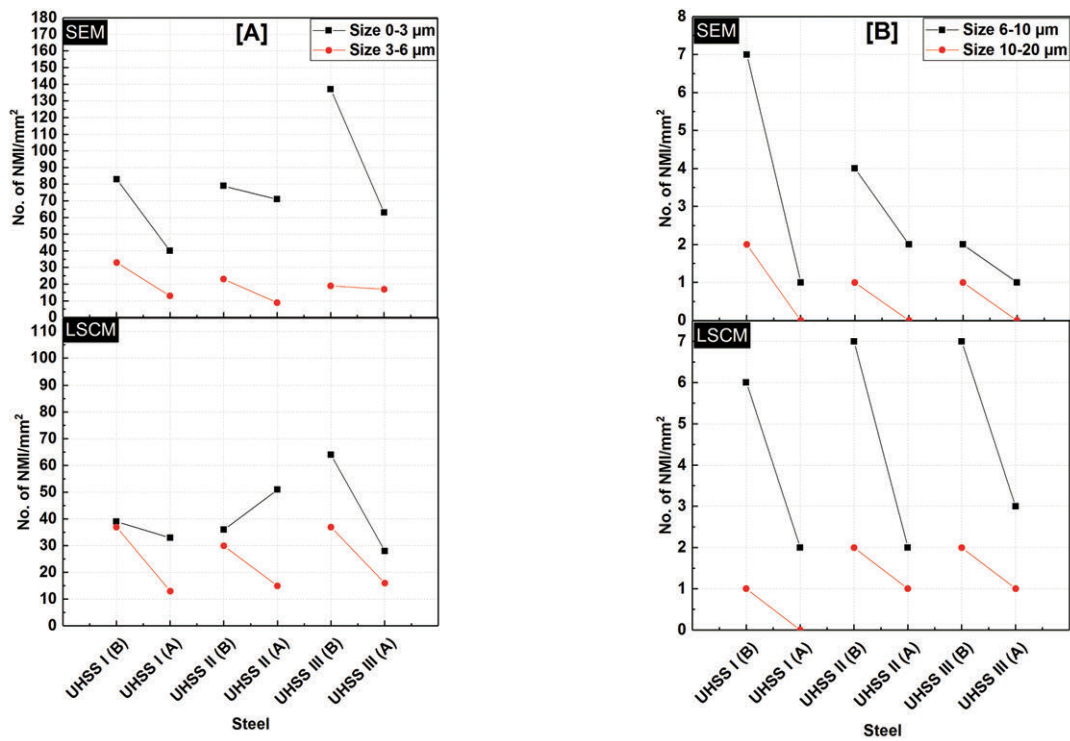 180
170
160
150
140
130
120
110
100
90
80
70
60
50
40
30
20
10
0
No. of NMI/mm²
SEM
[A]
Size 0-3 µm
Size 3-6 µm
110
100
90
80
70
60
50
40
30
20
10
0
No. of NMI/mm²
LSCM
UHSS I (B)
UHSS I (A)
UHSS II (B)
UHSS II (A)
UHSS III (B)
UHSS III (A)
Steel
8
7
6
5
4
3
2
1
0
No. of NMI/mm²
SEM
[B]
Size 6-10 µm
Size 10-20 µm
7
6
5
4
3
2
1
0
No. of NMI/mm²
LSCM
UHSS I (B)
UHSS I (A)
UHSS II (B)
UHSS II (A)
UHSS III (B)
UHSS III (A)
Steel